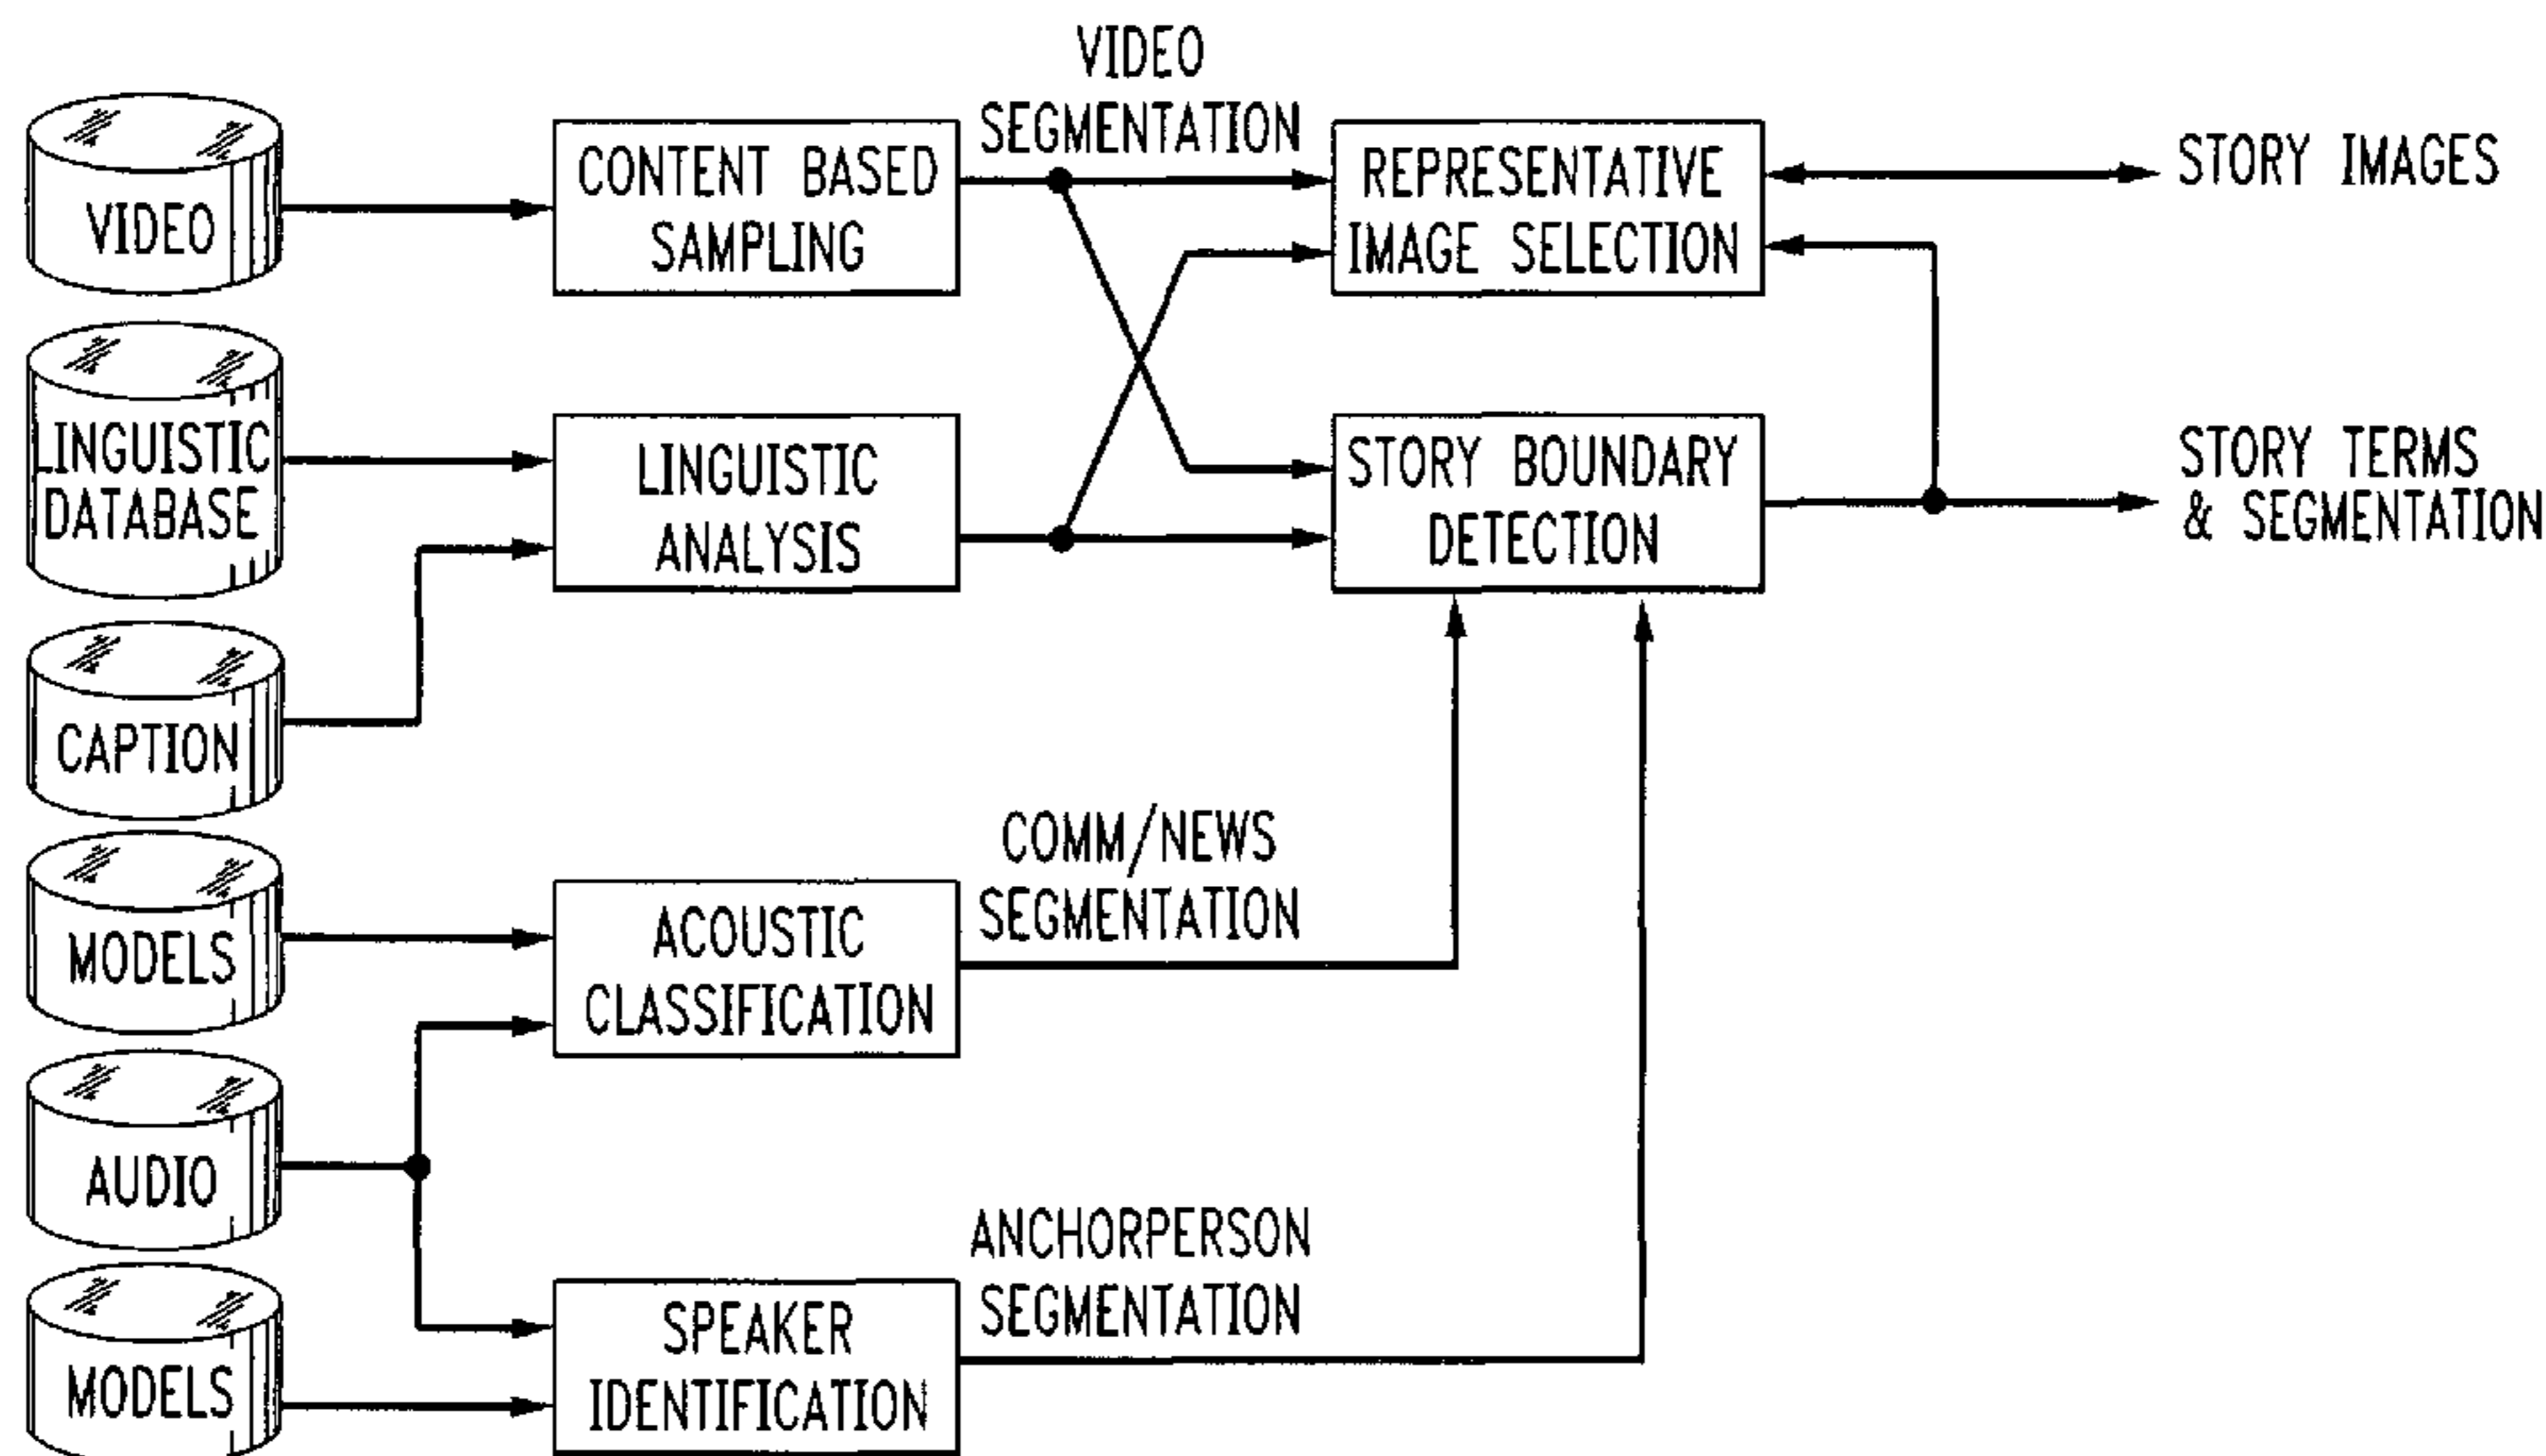 VIDEO
CONTENT BASED
SAMPLING
VIDEO
SEGMENTATION
REPRESENTATIVE
IMAGE SELECTION
STORY IMAGES
LINGUISTIC
DATABASE
LINGUISTIC
ANALYSIS
STORY BOUNDARY
DETECTION
STORY TERMS
& SEGMENTATION
CAPTION
MODELS
ACOUSTIC
CLASSIFICATION
COMM/NEWS
SEGMENTATION
AUDIO
MODELS
SPEAKER
IDENTIFICATION
ANCHORPERSON
SEGMENTATION